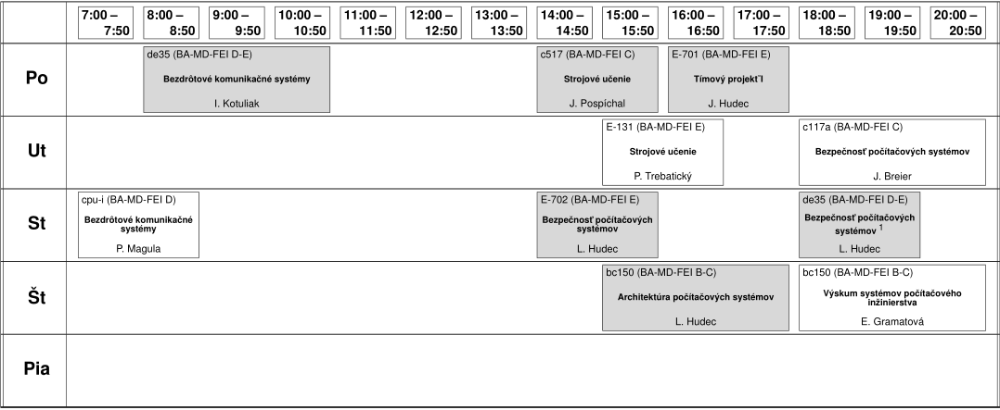 7:00 –
7:50
8:00 –
8:50
9:00 –
9:50
10:00 –
10:50
11:00 –
11:50
12:00 –
12:50
13:00 –
13:50
14:00 –
14:50
15:00 –
15:50
16:00 –
16:50
17:00 –
17:50
18:00 –
18:50
19:00 –
19:50
20:00 –
20:50
Po
de35 (BA-MD-FEI D-E)
Bezdrôtové komunikačné systémy
I. Kotuliak
c517 (BA-MD-FEI C)
Strojové učenie
J. Pospíchal
E-701 (BA-MD-FEI E)
Tímový projekt˜I
J. Hudec
Ut
E-131 (BA-MD-FEI E)
Strojové učenie
P. Trebatický
c117a (BA-MD-FEI C)
Bezpečnosť počítačových systémov
J. Breier
St
cpu-i (BA-MD-FEI D)
Bezdrôtové komunikačné
systémy
P. Magula
E-702 (BA-MD-FEI E)
Bezpečnosť počítačových
systémov
L. Hudec
de35 (BA-MD-FEI D-E)
Bezpečnosť počítačových
systémov 1
L. Hudec
Št
bc150 (BA-MD-FEI B-C)
Architektúra počítačových systémov
L. Hudec
bc150 (BA-MD-FEI B-C)
Výskum systémov počítačového
inžinierstva
E. Gramatová
Pia